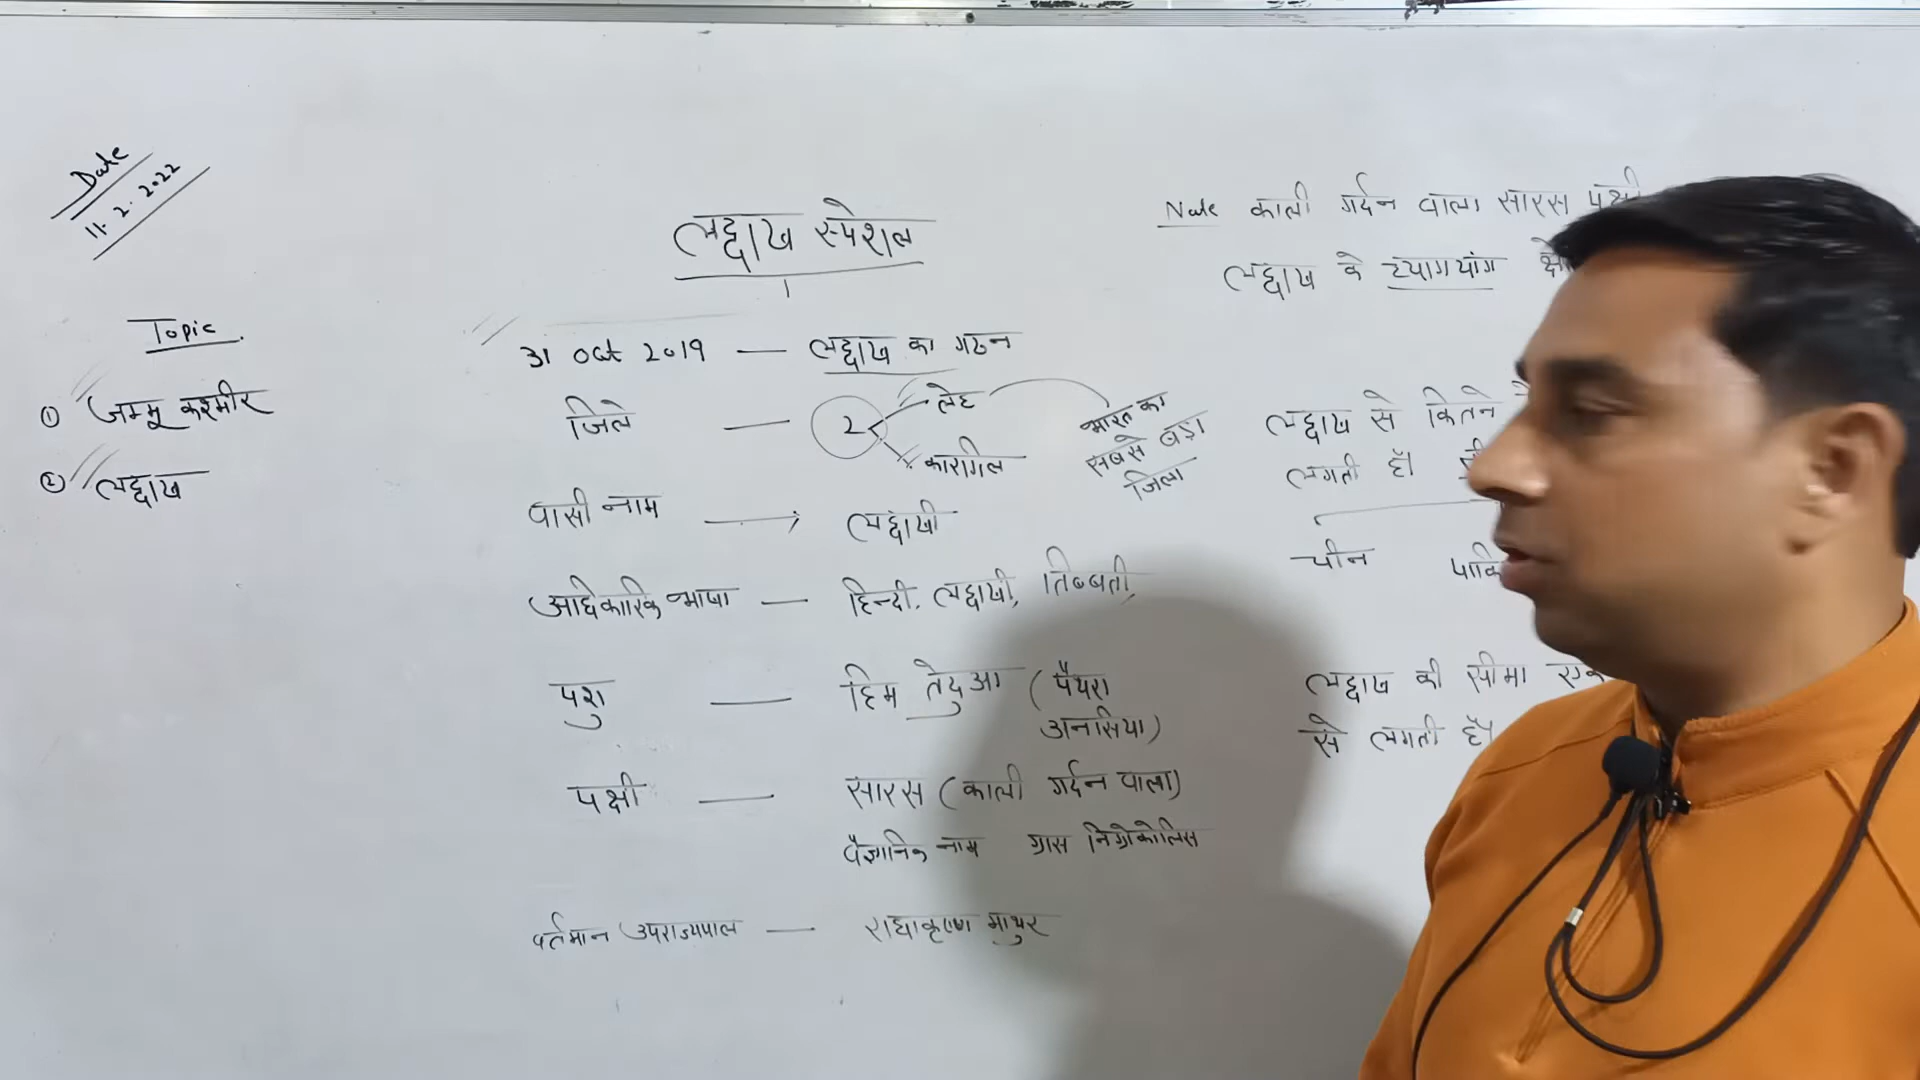 Date
11.2.2022
Topic
① जम्मू कश्मीर
② लद्दाख
लद्दाख स्पेशल
31 Oct 2019 — लद्दाख का गठन
जिले — 2 लेह
कारगिल
भारत का
सबसे बड़ा
जिला
वासी नाम → लद्दाखी
आधिकारिक भाषा — हिन्दी, लद्दाखी, तिब्बती,
पशु — हिम तेंदुआ (पैंथरा
अनसिया)
पक्षी — सारस (काली गर्दन वाला)
वैज्ञानिक नाम ग्रास निग्रोकोलिस
वर्तमान उपराज्यपाल — राधाकृष्ण माथुर
Note काली गर्दन वाला सारस पक्षी
लद्दाख के च्यागयांग
लद्दाख से कितने
लगती है।
चीन
लद्दाख की सीमा
से लगती है।